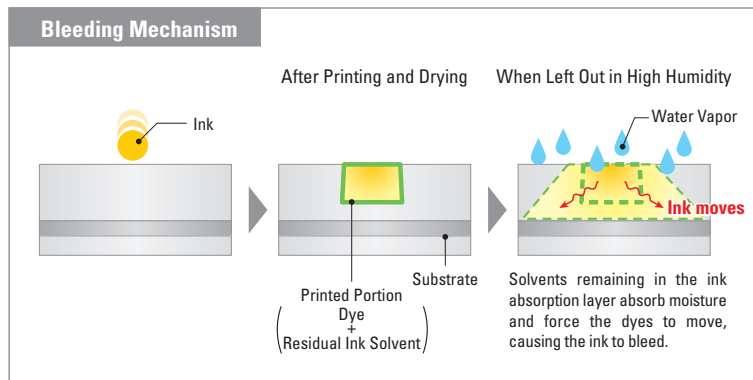 Bleeding Mechanism
After Printing and Drying
When Left Out in High Humidity
Ink
Water Vapor
Ink moves
Substrate
Printed Portion
Dye
+
Residual Ink Solvent
Solvents remaining in the ink
absorption layer absorb moisture
and force the dyes to move,
causing the ink to bleed.